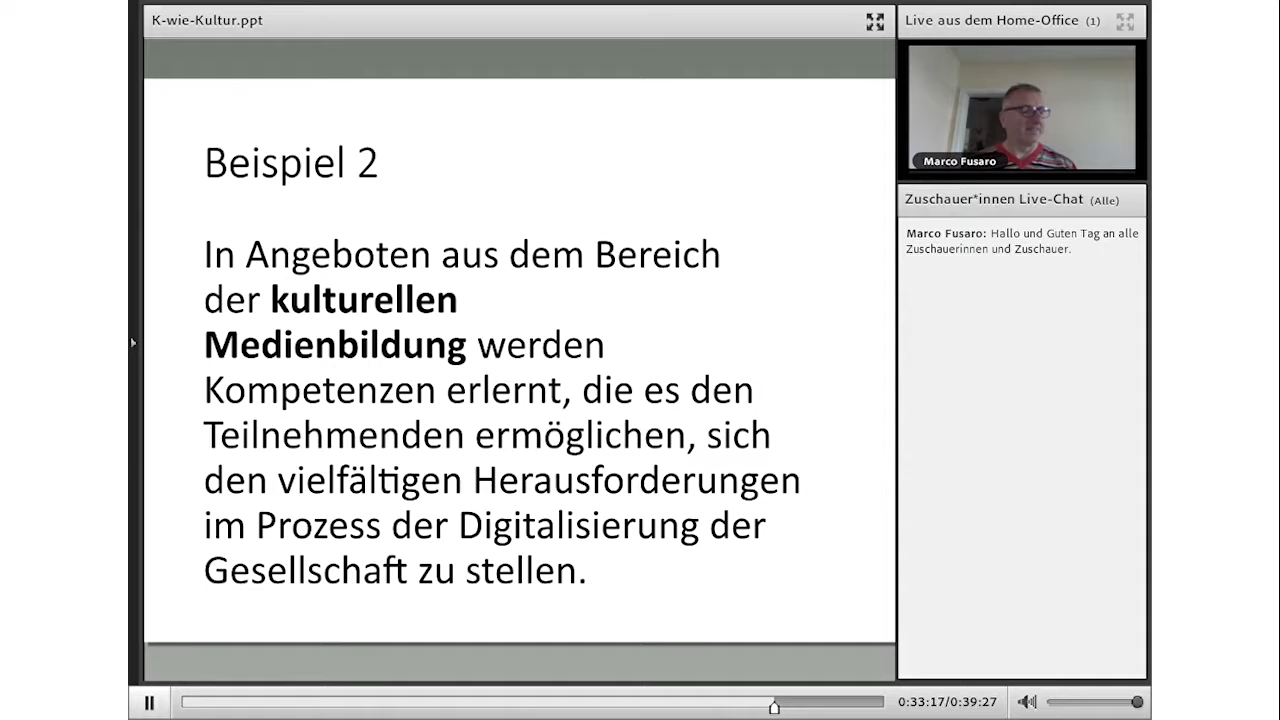 K-wie-Kultur.ppt
Live aus dem Home-Office (1)
Marco Fusaro
Zuschauer*innen Live-Chat (Alle)
Marco Fusaro: Hallo und Guten Tag an alle
Zuschauerinnen und Zuschauer.
Beispiel 2
In Angeboten aus dem Bereich
der kulturellen
Medienbildung werden
Kompetenzen erlernt, die es den
Teilnehmenden ermöglichen, sich
den vielfältigen Herausforderungen
im Prozess der Digitalisierung der
Gesellschaft zu stellen.
0:33:17/0:39:27